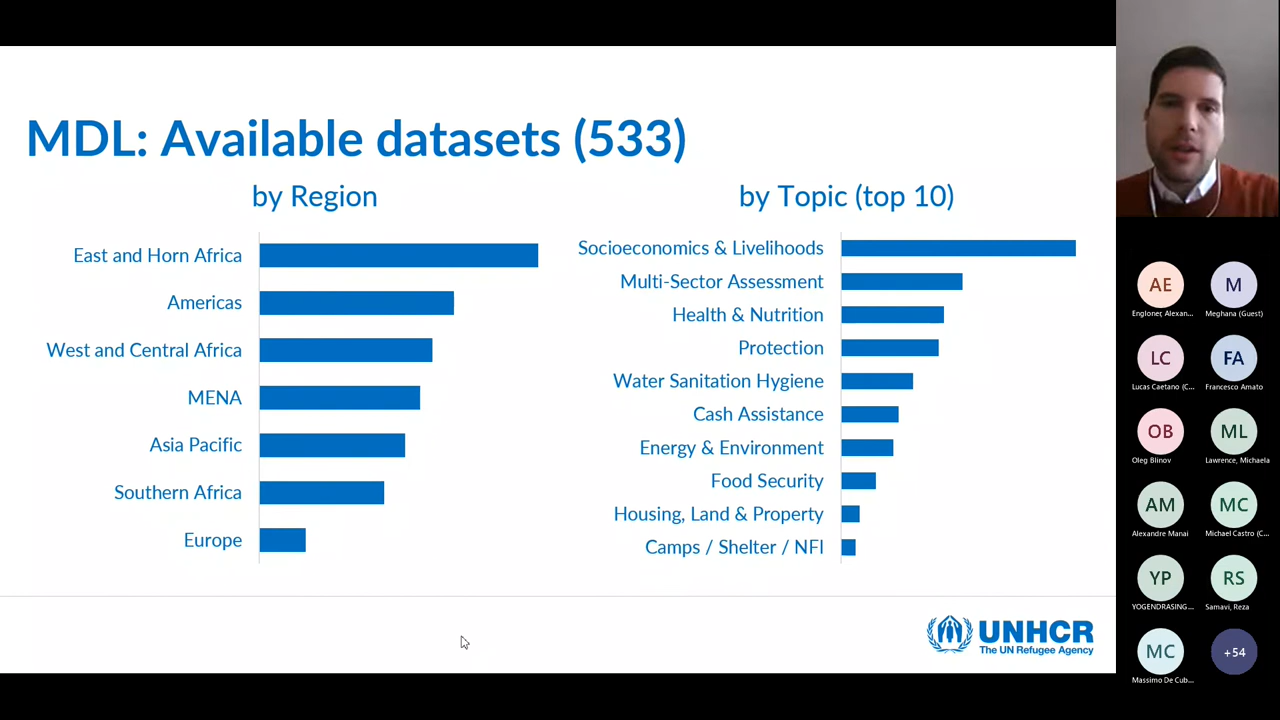 MDL: Available datasets (533)
by Region
East and Horn Africa
Americas
West and Central Africa
MENA
Asia Pacific
Southern Africa
Europe
by Topic (top 10)
Socioeconomics & Livelihoods
Multi-Sector Assessment
Health & Nutrition
Protection
Water Sanitation Hygiene
Cash Assistance
Energy & Environment
Food Security
Housing, Land & Property
Camps / Shelter / NFI
UNHCR
The UN Refugee Agency
AE
Engloner, Alexan...
M
Meghana (Guest)
LC
Lucas Caetano (C...
FA
Francesco Amato
OB
Oleg Blinov
ML
Lawrence, Michaela
AM
Alexandre Manai
MC
Michael Castro (C...
YP
YOGENDRASING...
RS
Samavi, Reza
MC
Massimo De Cub...
+54